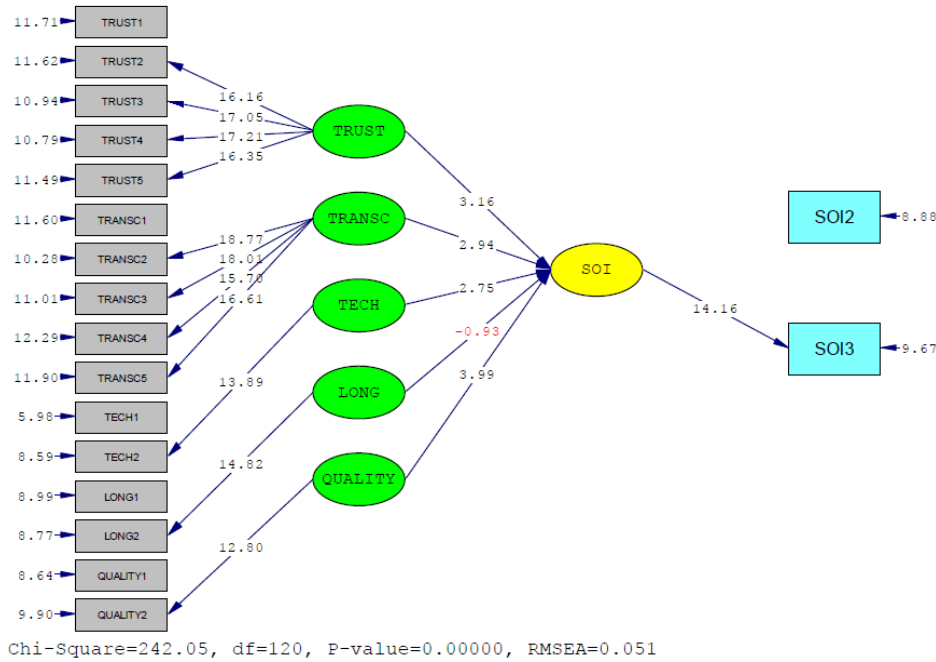 11.71 TRUST1
11.62 TRUST2
10.94 TRUST3
10.79 TRUST4
11.49 TRUST5
11.60 TRANSC1
10.28 TRANSC2
11.01 TRANSC3
12.29 TRANSC4
11.90 TRANSC5
5.98 TECH1
8.59 TECH2
8.99 LONG1
8.77 LONG2
8.64 QUALITY1
9.90 QUALITY2
16.16
17.05
17.21
16.35
18.77
18.01
15.70
16.61
13.89
14.82
12.80
TRUST
TRANSC
TECH
LONG
QUALITY
3.16
2.94
2.75
-0.93
3.99
SOI
14.16
SOI2 8.88
SOI3 9.67
Chi-Square=242.05, df=120, P-value=0.00000, RMSEA=0.051